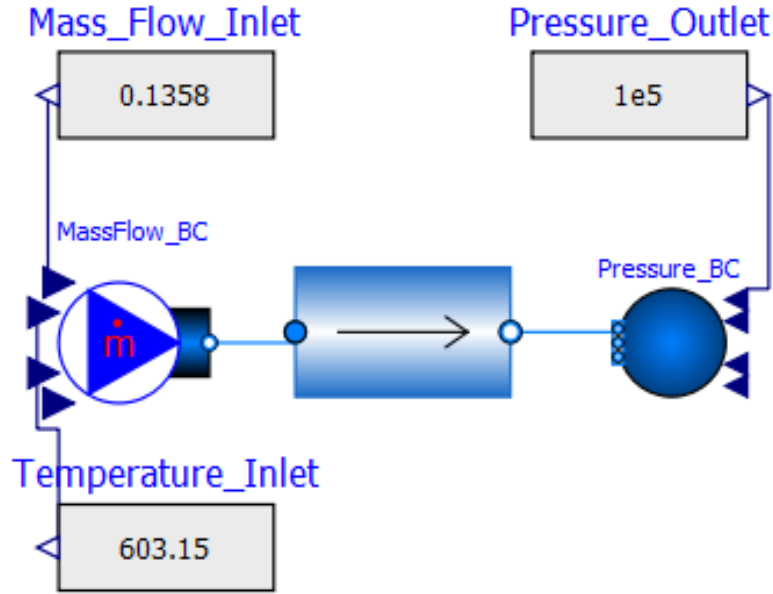 Mass_Flow_Inlet
Pressure_Outlet
0.1358
1e5
MassFlow_BC
Pressure_BC
ṁ
Temperature_Inlet
603.15